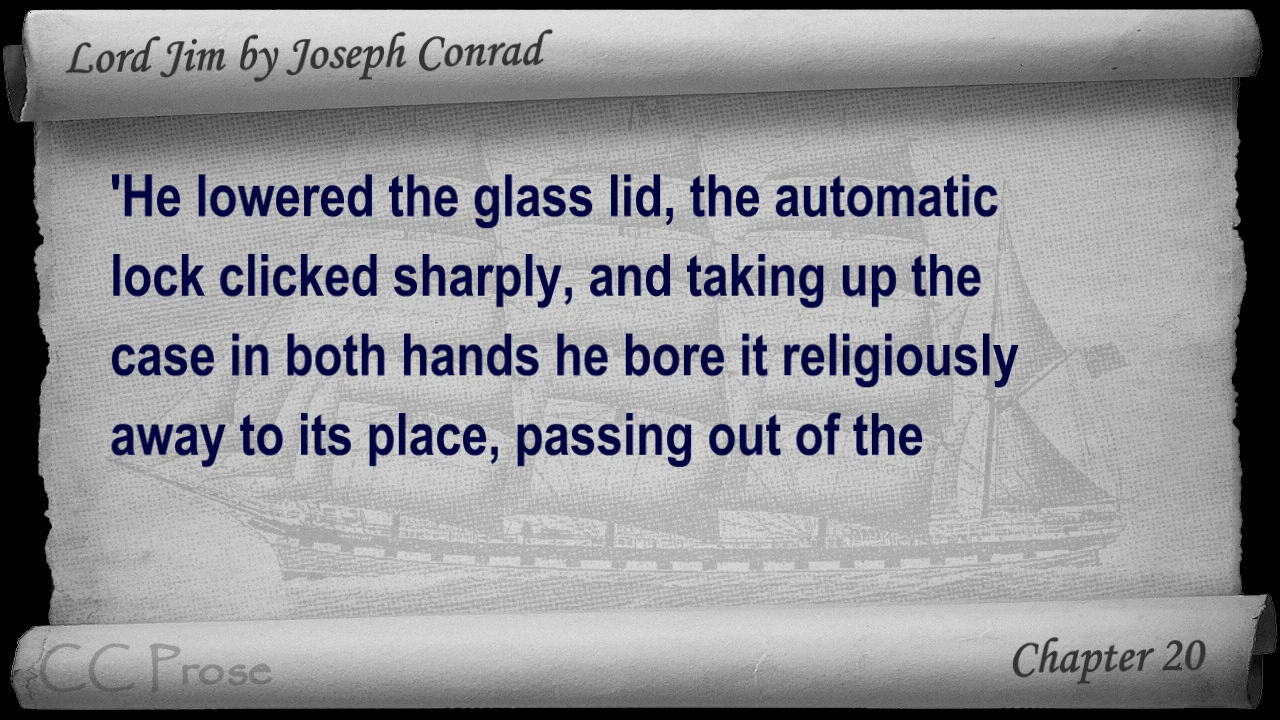 Lord Jim by Joseph Conrad
'He lowered the glass lid, the automatic
lock clicked sharply, and taking up the
case in both hands he bore it religiously
away to its place, passing out of the
CC Prose
Chapter 20